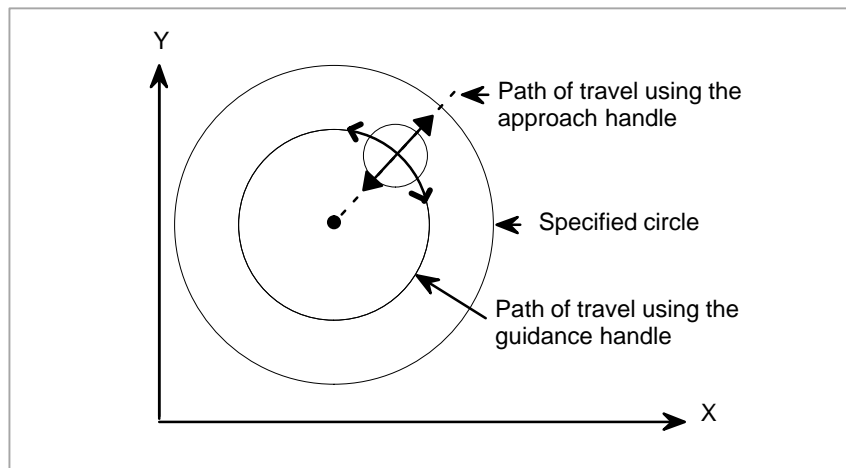 Y
Path of travel using the
approach handle
Specified circle
Path of travel using the
guidance handle
X